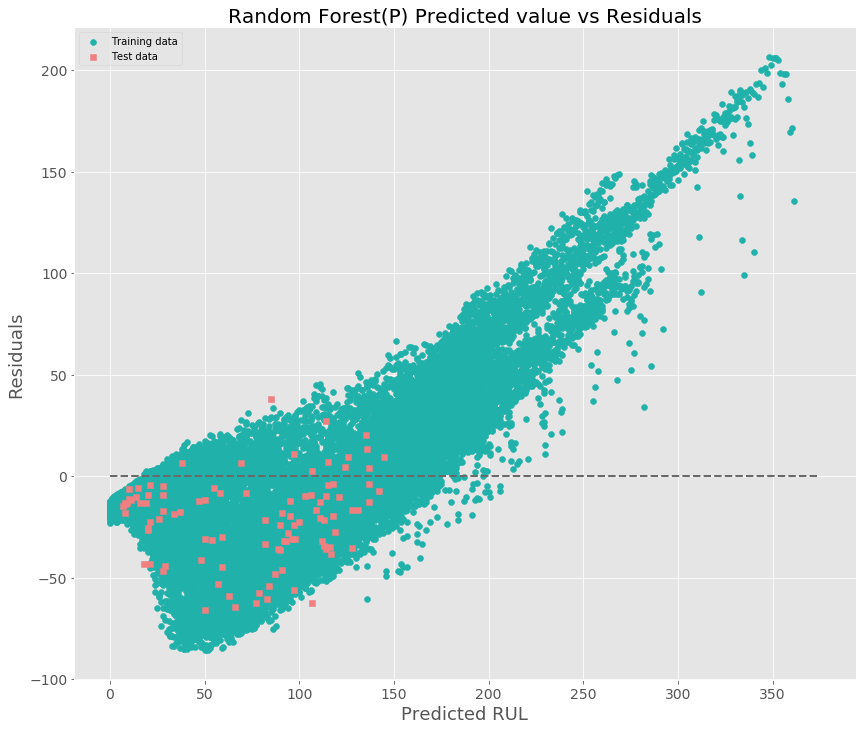 Random Forest(P) Predicted value vs Residuals
Training data
Test data
200
150
100
50
0
−50
−100
Residuals
0 50 100 150 200 250 300 350
Predicted RUL